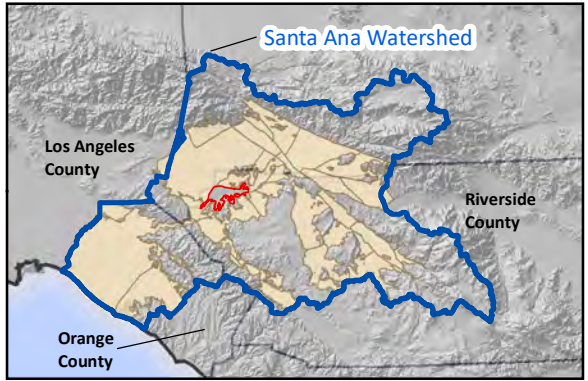 Santa Ana Watershed
Los Angeles
County
Riverside
County
Orange
County